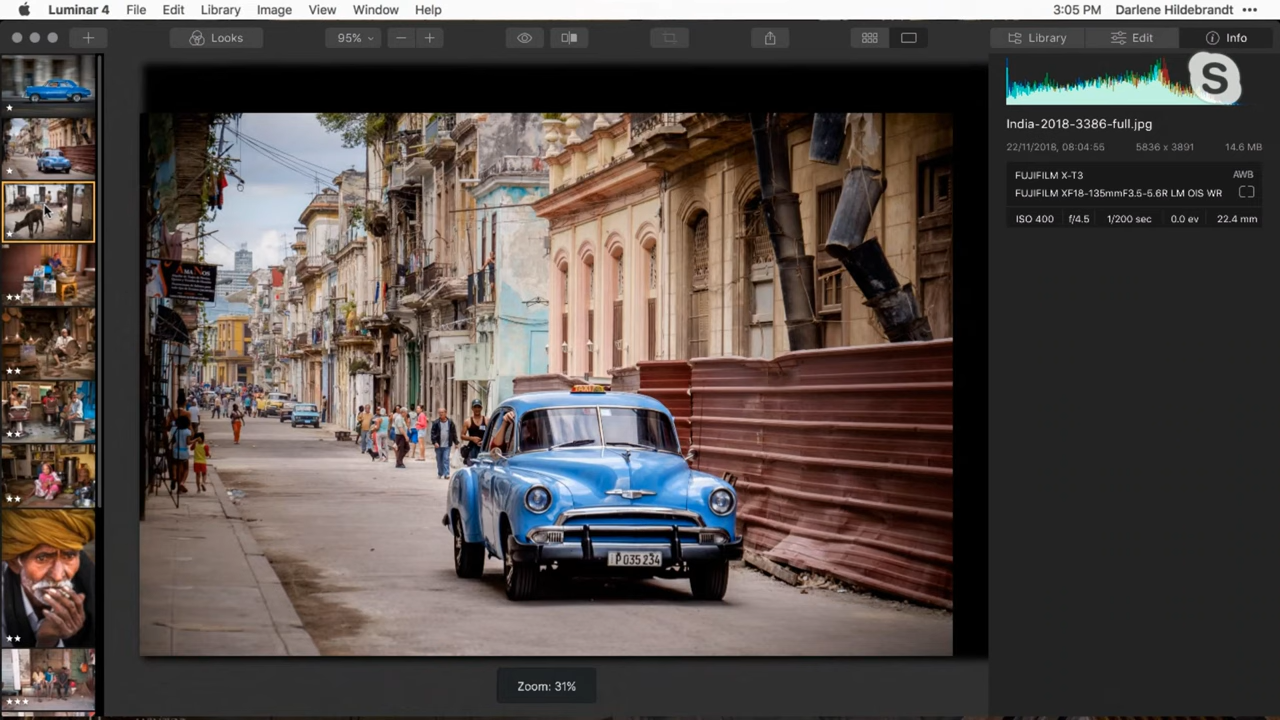 Luminar 4 File Edit Library Image View Window Help 3:05 PM Darlene Hildebrandt
Looks 95% Library Edit Info
S
India-2018-3386-full.jpg
22/11/2018, 08:04:56 5836 x 3891 14.6 MB
FUJIFILM X-T3 AWB
FUJIFILM XF18-135mmF3.5-5.6R LM OIS WR
ISO 400 f/4.5 1/200 sec 0.0 ev 22.4 mm
TAXI
P 035 234
Zoom: 31%